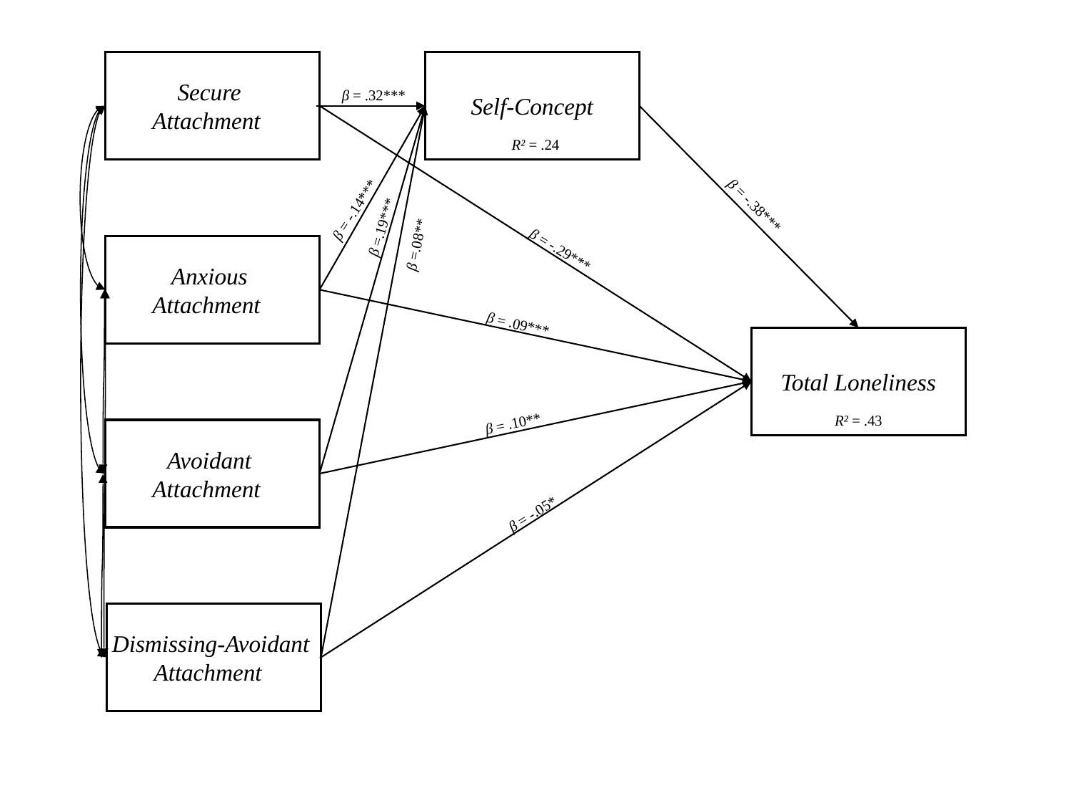 Secure
Attachment
β = .32***
Self-Concept
R² = .24
β = -.14***
β =.19***
β =.08**
β = -.38***
β = -.29***
Anxious
Attachment
β = .09***
Total Loneliness
R² = .43
β = .10**
Avoidant
Attachment
β = -.05*
Dismissing-Avoidant
Attachment